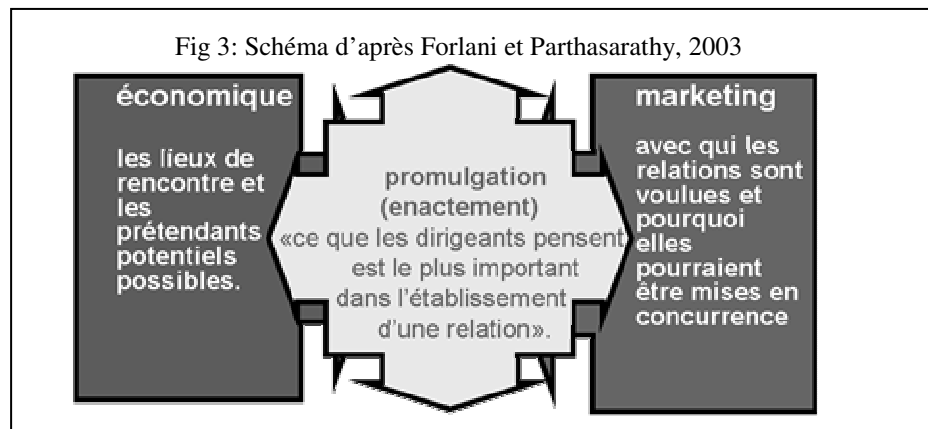 Fig 3: Schéma d'après Forlani et Parthasarathy, 2003
économique
les lieux de
rencontre et
les
prétendants
potentiels
possibles.
promulgation
(enactement)
«ce que les dirigeants pensent
est le plus important
dans l'établissement
d'une relation».
marketing
avec qui les
relations sont
voulues et
pourquoi
elles
pourraient
être mises en
concurrence